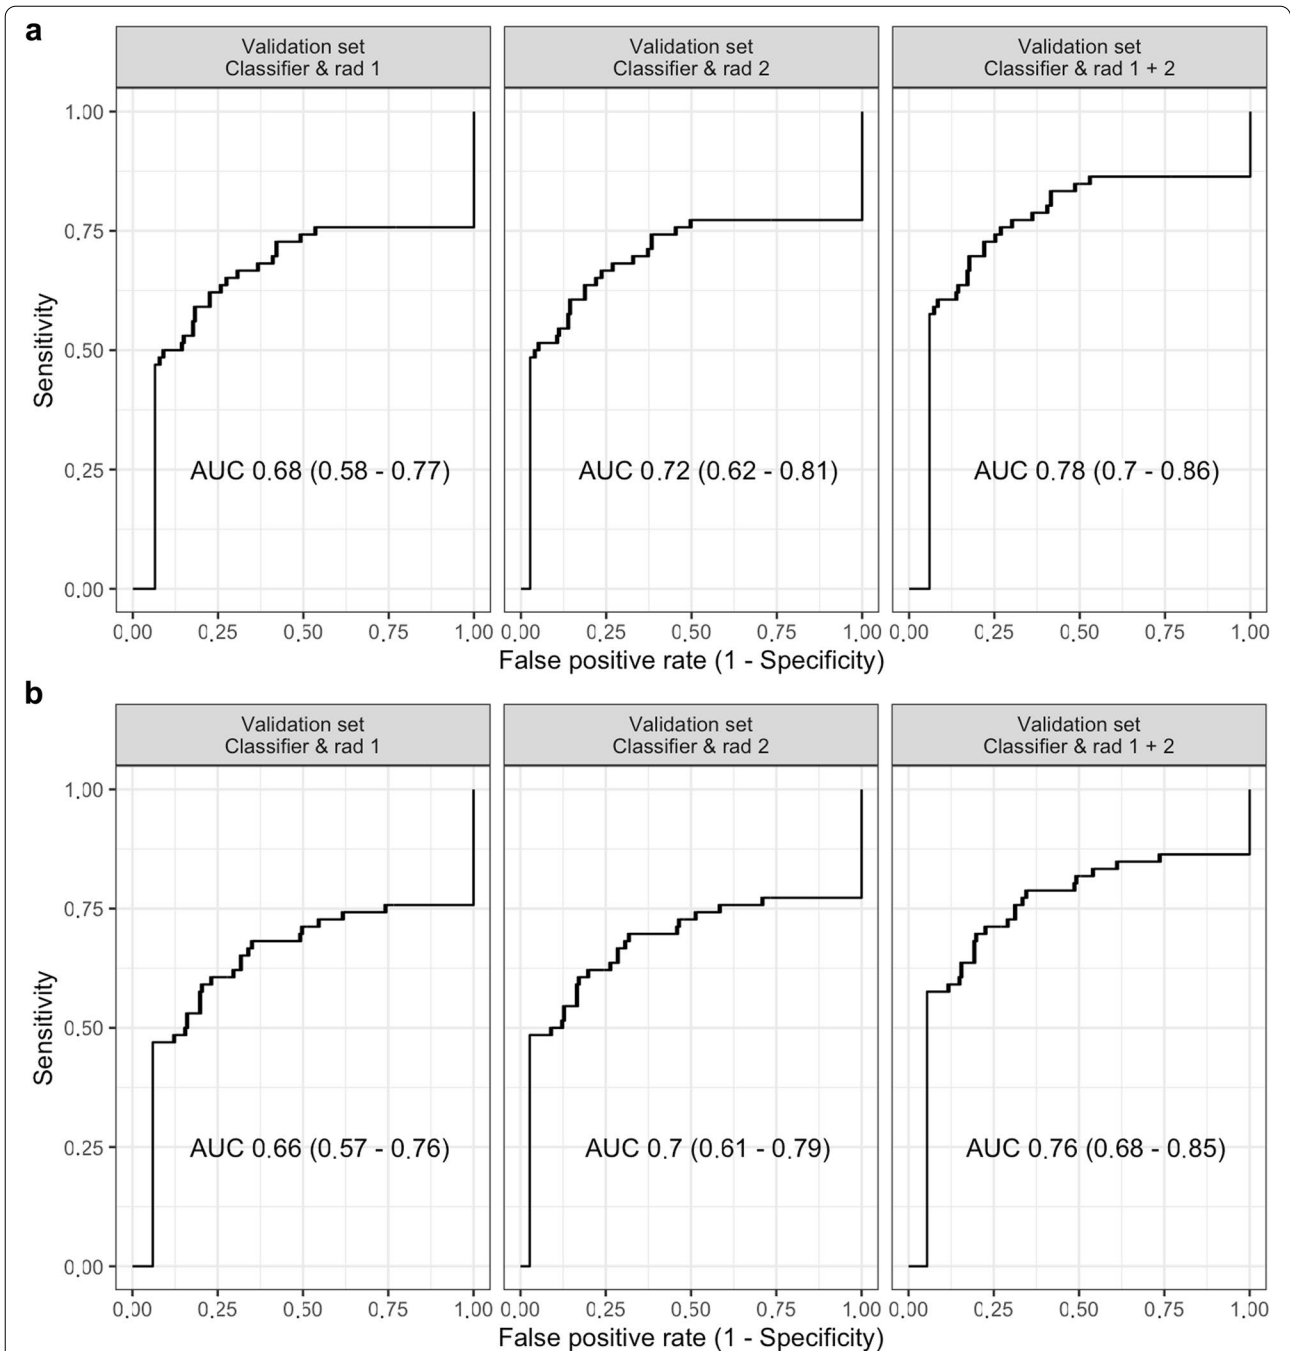 a
Validation set
Classifier & rad 1
Validation set
Classifier & rad 2
Validation set
Classifier & rad 1 + 2
Sensitivity
1.00
0.75
0.50
0.25
0.00
AUC 0.68 (0.58 - 0.77)
AUC 0.72 (0.62 - 0.81)
AUC 0.78 (0.7 - 0.86)
0.00 0.25 0.50 0.75 1.00
0.00 0.25 0.50 0.75 1.00
0.00 0.25 0.50 0.75 1.00
False positive rate (1 - Specificity)
b
Validation set
Classifier & rad 1
Validation set
Classifier & rad 2
Validation set
Classifier & rad 1 + 2
Sensitivity
1.00
0.75
0.50
0.25
0.00
AUC 0.66 (0.57 - 0.76)
AUC 0.7 (0.61 - 0.79)
AUC 0.76 (0.68 - 0.85)
0.00 0.25 0.50 0.75 1.00
0.00 0.25 0.50 0.75 1.00
0.00 0.25 0.50 0.75 1.00
False positive rate (1 - Specificity)